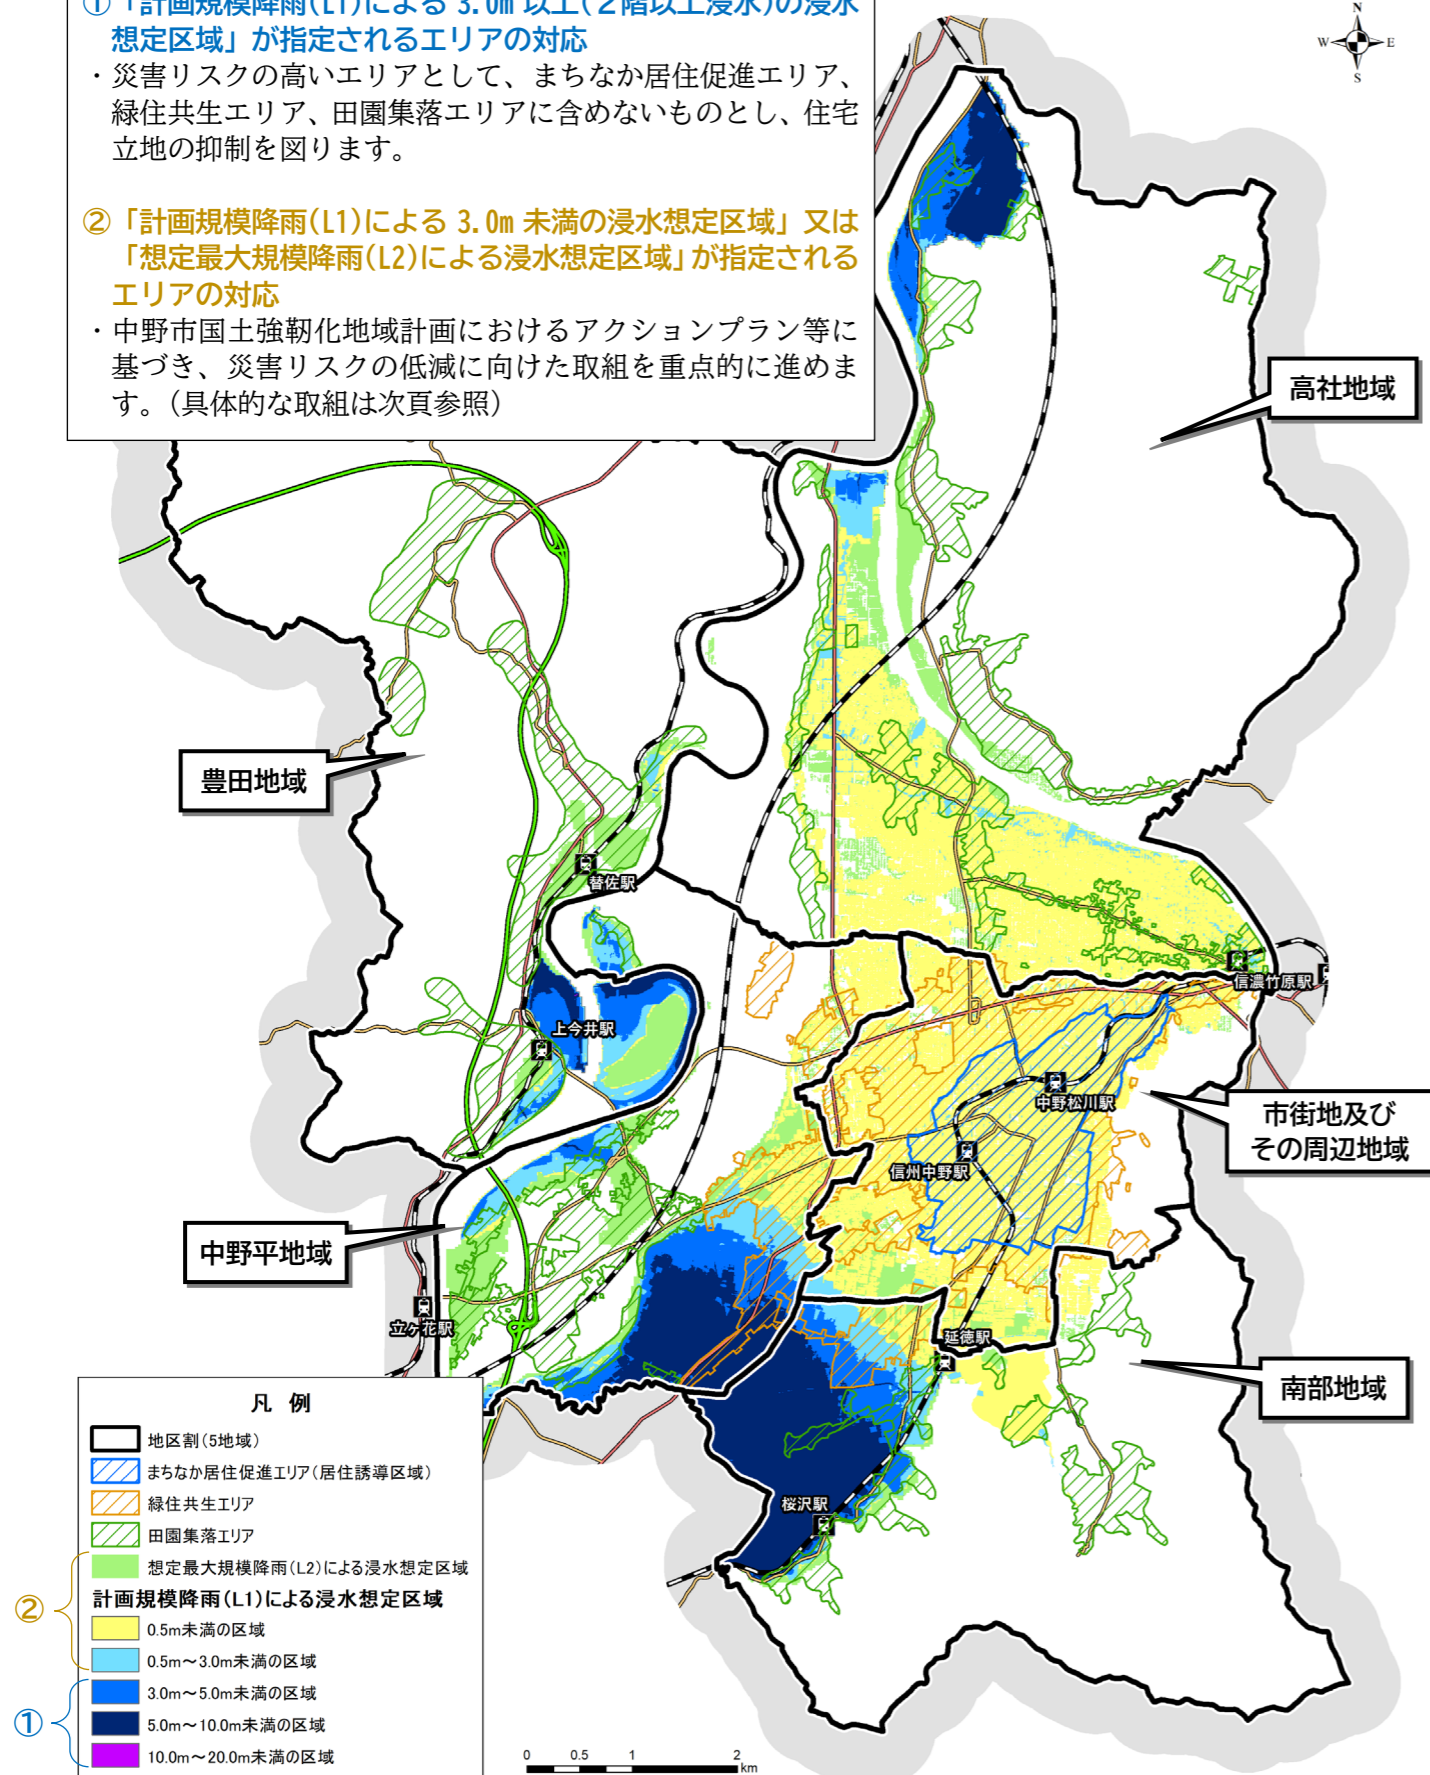 ①「計画規模降雨(L1)による 3.0m 以上(2階以上浸水)の浸水
想定区域」が指定されるエリアの対応
・災害リスクの高いエリアとして、まちなか居住促進エリア、
緑住共生エリア、田園集落エリアに含めないものとし、住宅
立地の抑制を図ります。
②「計画規模降雨(L1)による 3.0m 未満の浸水想定区域」又は
「想定最大規模降雨(L2)による浸水想定区域」が指定される
エリアの対応
・中野市国土強靭化地域計画におけるアクションプラン等に
基づき、災害リスクの低減に向けた取組を重点的に進めま
す。(具体的な取組は次頁参照)
N
W
E
S
高社地域
豊田地域
替佐駅
信濃竹原駅
上今井駅
中野松川駅
市街地及び
その周辺地域
信州中野駅
中野平地域
立ヶ花駅
延徳駅
南部地域
桜沢駅
凡 例
地区割(5地域)
まちなか居住促進エリア(居住誘導区域)
緑住共生エリア
田園集落エリア
想定最大規模降雨(L2)による浸水想定区域
計画規模降雨(L1)による浸水想定区域
②
0.5m未満の区域
0.5m～3.0m未満の区域
3.0m～5.0m未満の区域
①
5.0m～10.0m未満の区域
10.0m～20.0m未満の区域
0 0.5 1 2
km